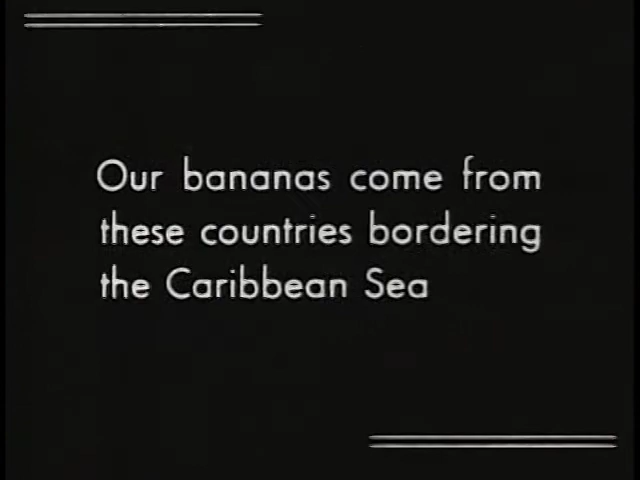 Our bananas come from
these countries bordering
the Caribbean Sea